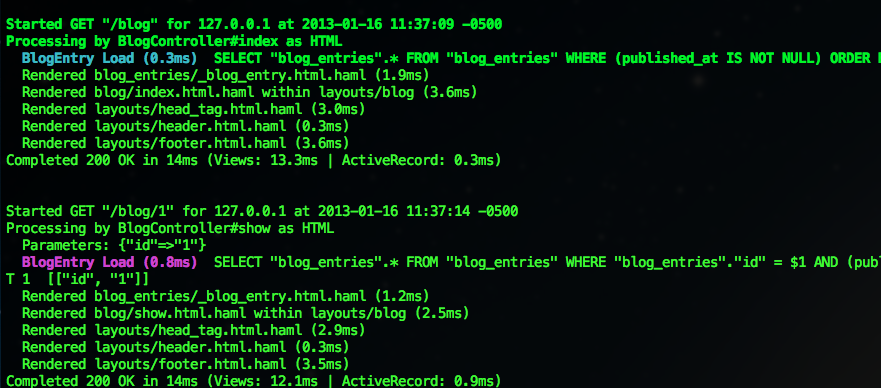 Started GET "/blog" for 127.0.0.1 at 2013-01-16 11:37:09 -0500
Processing by BlogController#index as HTML
  BlogEntry Load (0.3ms)  SELECT "blog_entries".* FROM "blog_entries" WHERE (published_at IS NOT NULL) ORDER
  Rendered blog_entries/_blog_entry.html.haml (1.9ms)
  Rendered blog/index.html.haml within layouts/blog (3.6ms)
  Rendered layouts/head_tag.html.haml (3.0ms)
  Rendered layouts/header.html.haml (0.3ms)
  Rendered layouts/footer.html.haml (3.6ms)
Completed 200 OK in 14ms (Views: 13.3ms | ActiveRecord: 0.3ms)
Started GET "/blog/1" for 127.0.0.1 at 2013-01-16 11:37:14 -0500
Processing by BlogController#show as HTML
  Parameters: {"id"=>"1"}
  BlogEntry Load (0.8ms)  SELECT "blog_entries".* FROM "blog_entries" WHERE "blog_entries"."id" = $1 AND (publ
T 1  [["id", "1"]]
  Rendered blog_entries/_blog_entry.html.haml (1.2ms)
  Rendered blog/show.html.haml within layouts/blog (2.5ms)
  Rendered layouts/head_tag.html.haml (2.9ms)
  Rendered layouts/header.html.haml (0.3ms)
  Rendered layouts/footer.html.haml (3.5ms)
Completed 200 OK in 14ms (Views: 12.1ms | ActiveRecord: 0.9ms)